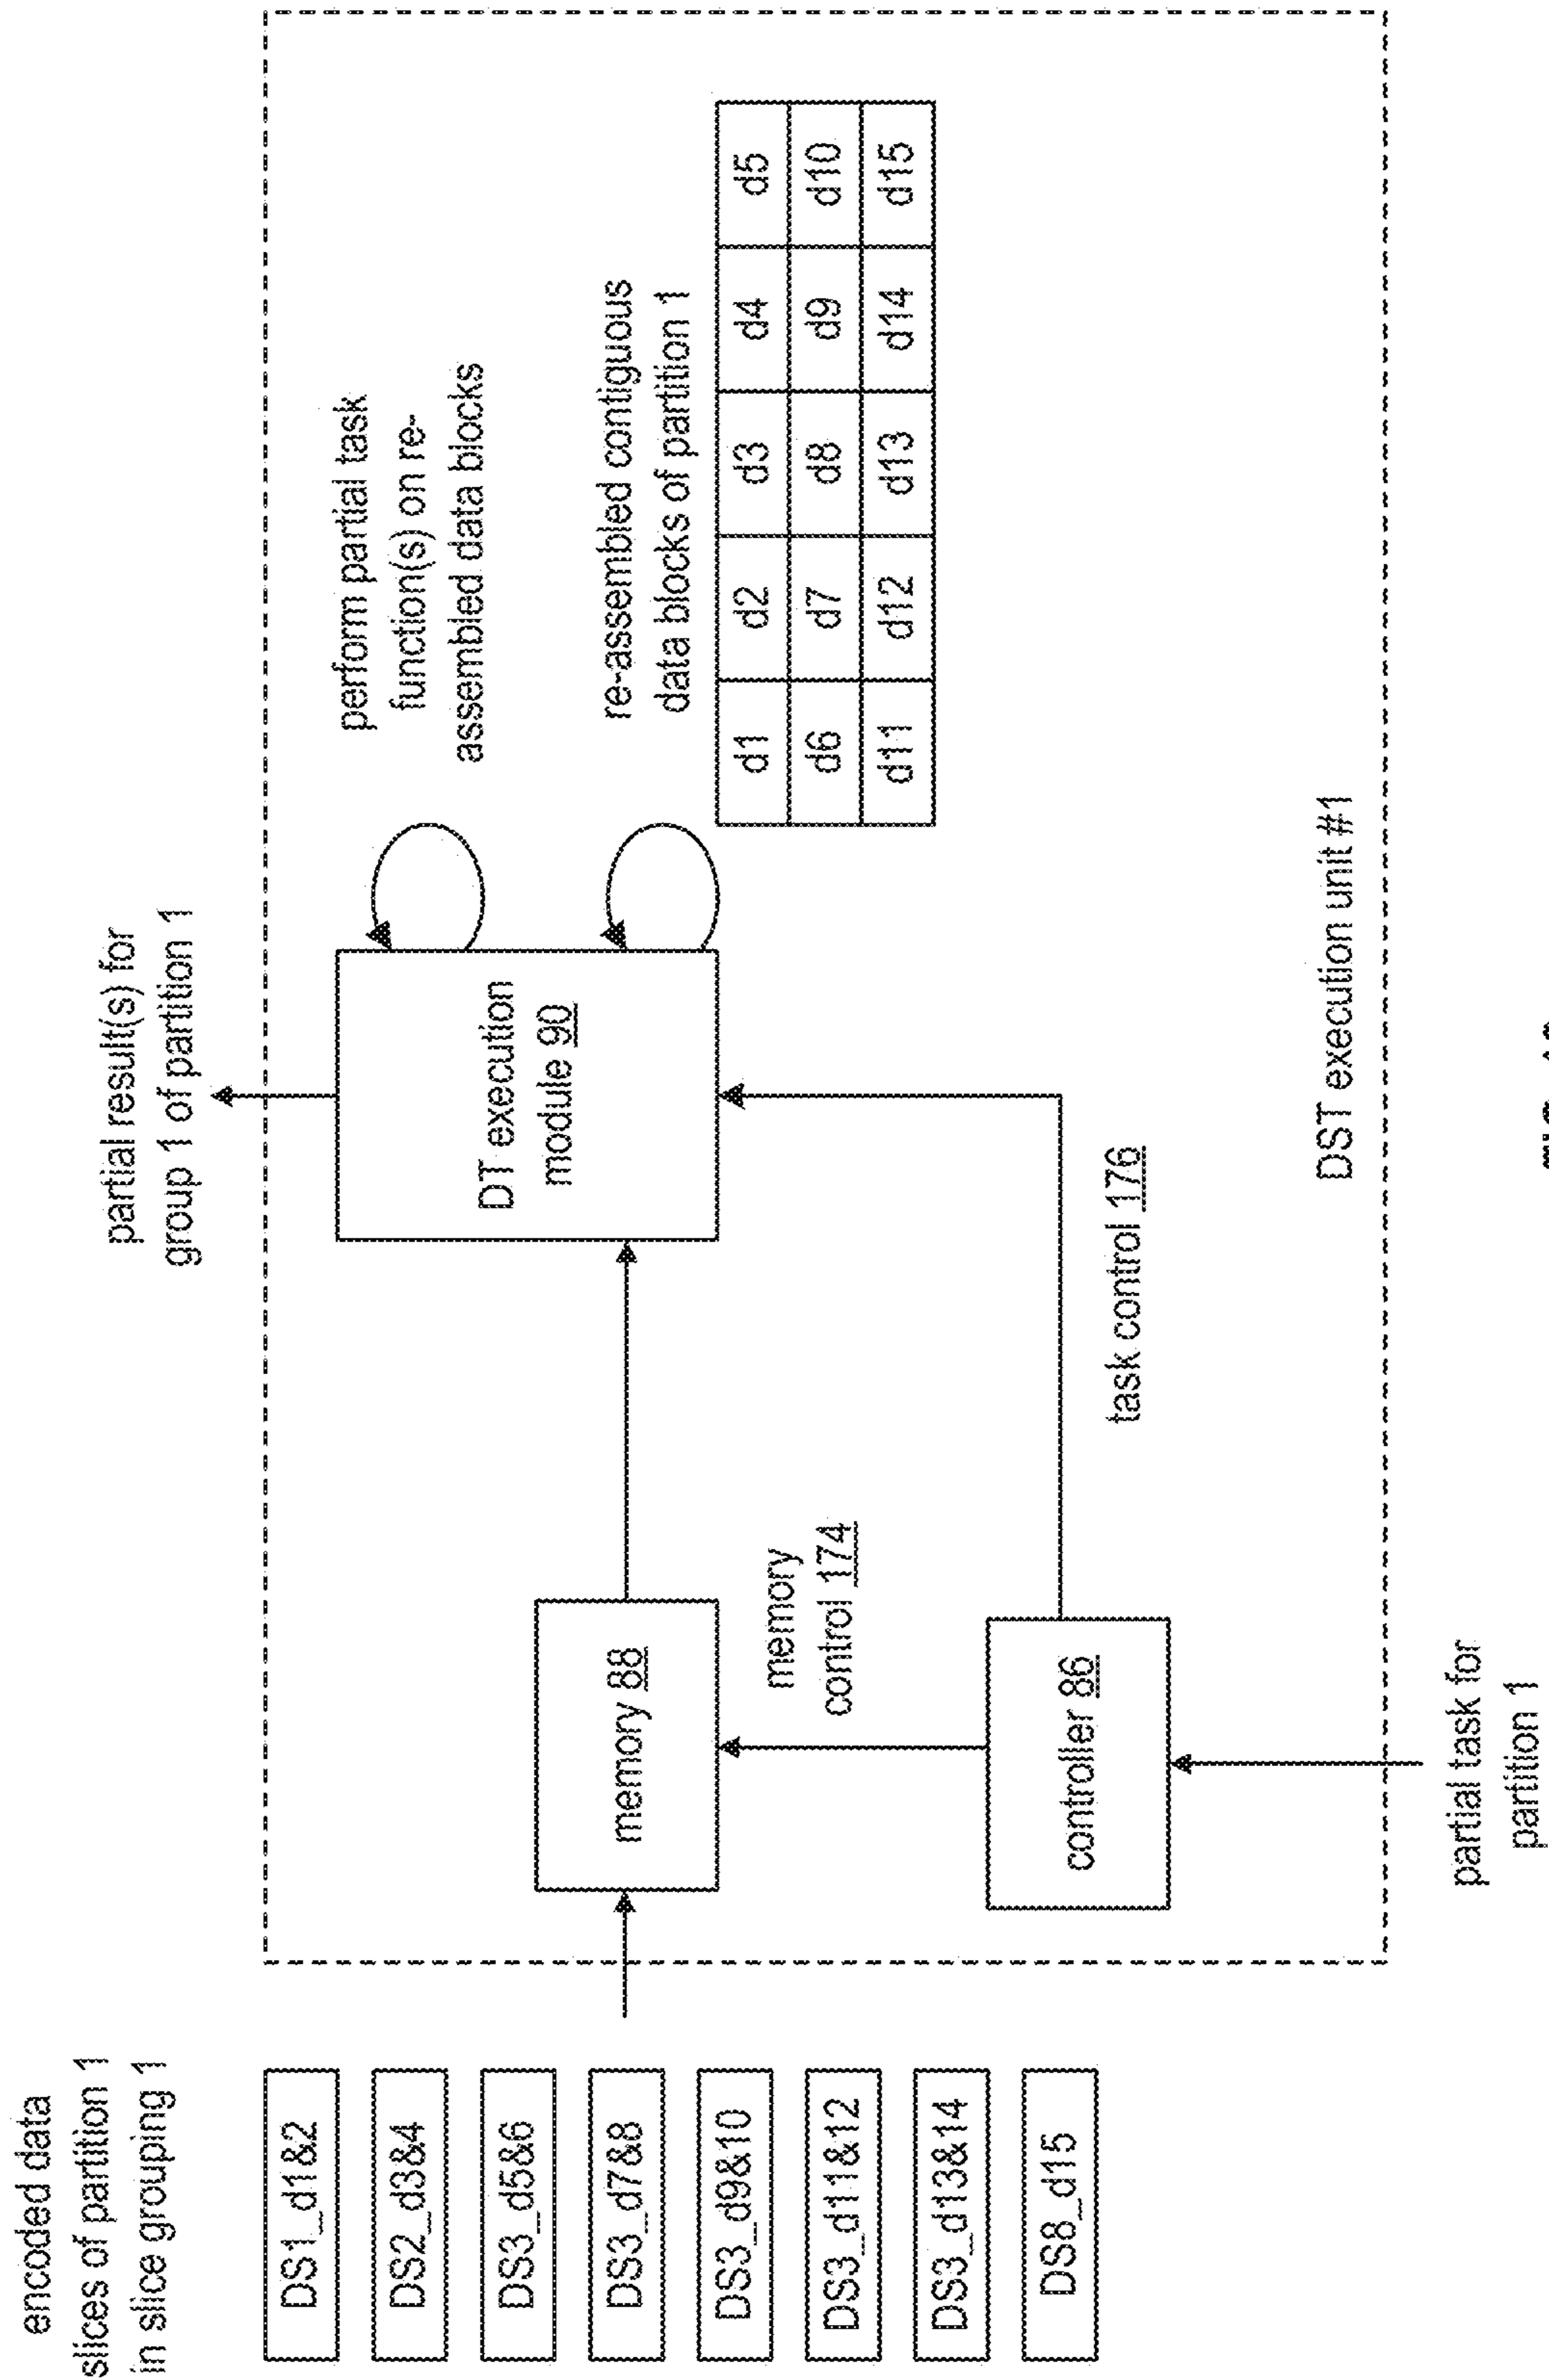 encoded data
slices of partition 1
in slice grouping 1
DS1_d1&2
DS2_d3&4
DS3_d5&6
DS3_d7&8
DS3_d9&10
DS3_d11&12
DS3_d13&14
DS8_d15
partial result(s) for
group 1 of partition 1
memory 88
memory
control 174
controller 86
partial task for
partition 1
DT execution
module 90
task control 176
perform partial task
function(s) on re-
assembled data blocks
re-assembled contiguous
data blocks of partition 1
d1 d2 d3 d4 d5
d6 d7 d8 d9 d10
d11 d12 d13 d14 d15
DST execution unit #1